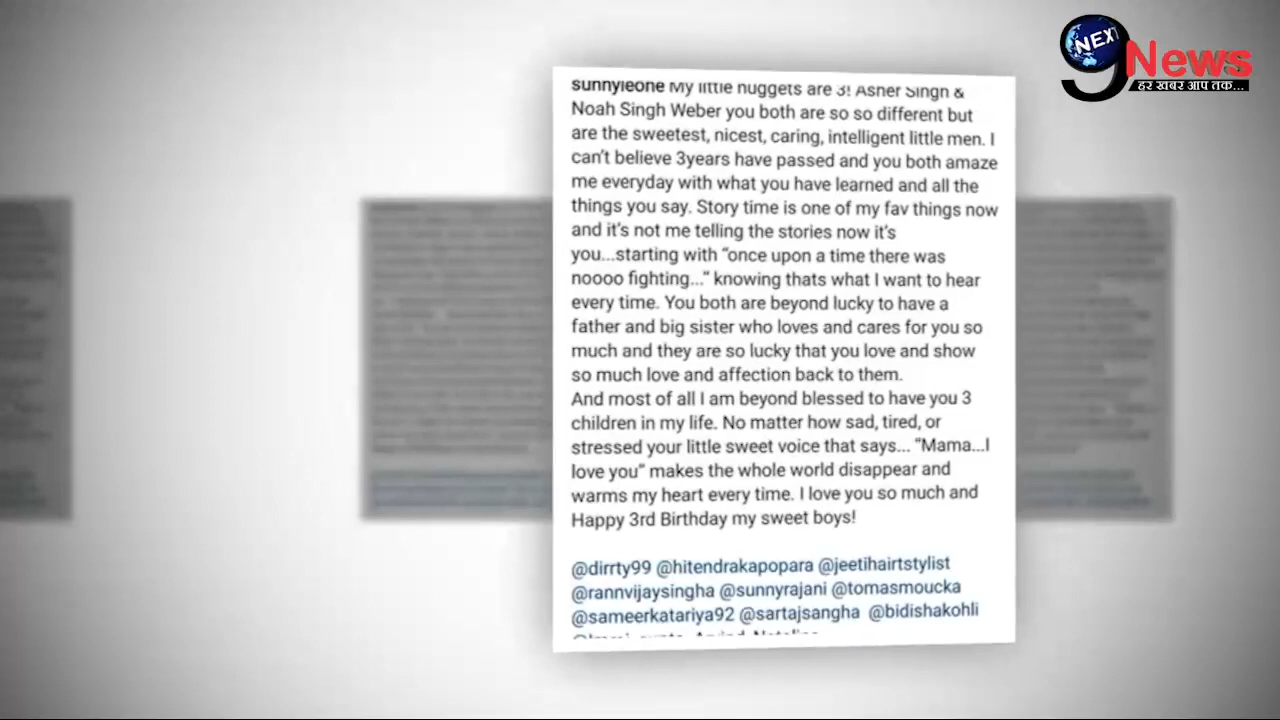 NEXT
9 News
हर खबर आप तक...
sunnyleone My little nuggets are 3! Asher Singh &
Noah Singh Weber you both are so so different but
are the sweetest, nicest, caring, intelligent little men. I
can't believe 3years have passed and you both amaze
me everyday with what you have learned and all the
things you say. Story time is one of my fav things now
and it's not me telling the stories now it's
you...starting with “once upon a time there was
noooo fighting...” knowing thats what I want to hear
every time. You both are beyond lucky to have a
father and big sister who loves and cares for you so
much and they are so lucky that you love and show
so much love and affection back to them.
And most of all I am beyond blessed to have you 3
children in my life. No matter how sad, tired, or
stressed your little sweet voice that says... “Mama...I
love you” makes the whole world disappear and
warms my heart every time. I love you so much and
Happy 3rd Birthday my sweet boys!
@dirrty99 @hitendrakapopara @jeetihairtstylist
@rannvijaysingha @sunnyrajani @tomasmoucka
@sameerkatariya92 @sartajsangha @bidishakohli